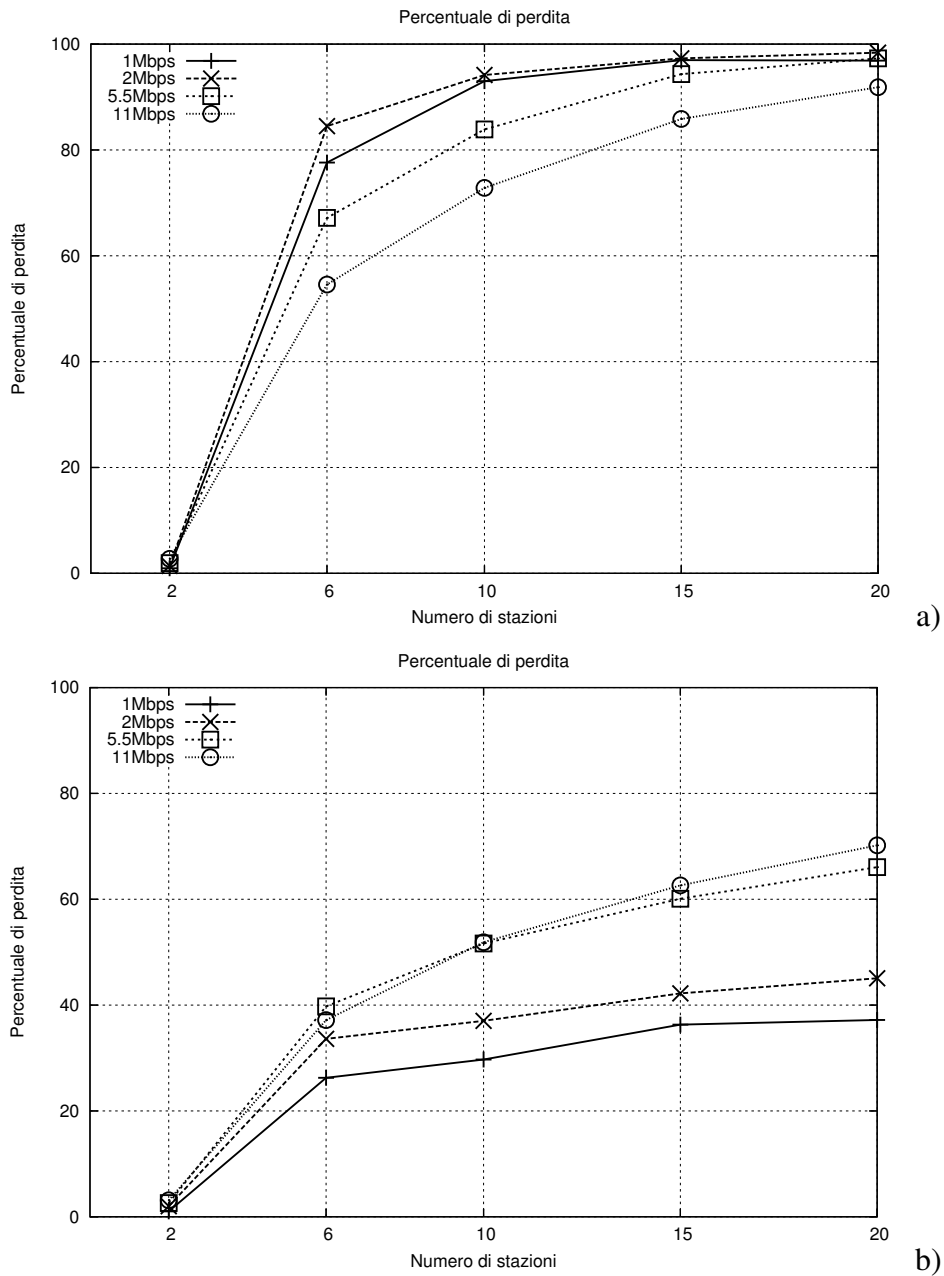 Percentuale di perdita
100
80
60
40
20
0
Percentuale di perdita
1Mbps
2Mbps
5.5Mbps
11Mbps
2 6 10 15 20
Numero di stazioni
a)
Percentuale di perdita
100
80
60
40
20
0
Percentuale di perdita
1Mbps
2Mbps
5.5Mbps
11Mbps
2 6 10 15 20
Numero di stazioni
b)